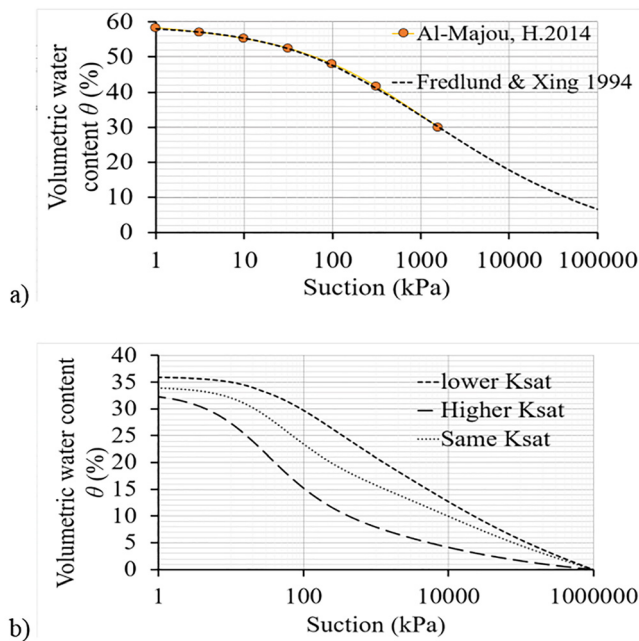 60
50
40
30
20
10
0
Volumetric water
content θ (%)
Al-Majou, H.2014
Fredlund & Xing 1994
1 10 100 1000 10000 100000
Suction (kPa)
a)
40
35
30
25
20
15
10
5
0
Volumetric water content
θ (%)
lower Ksat
Higher Ksat
Same Ksat
1 100 10000 1000000
Suction (kPa)
b)